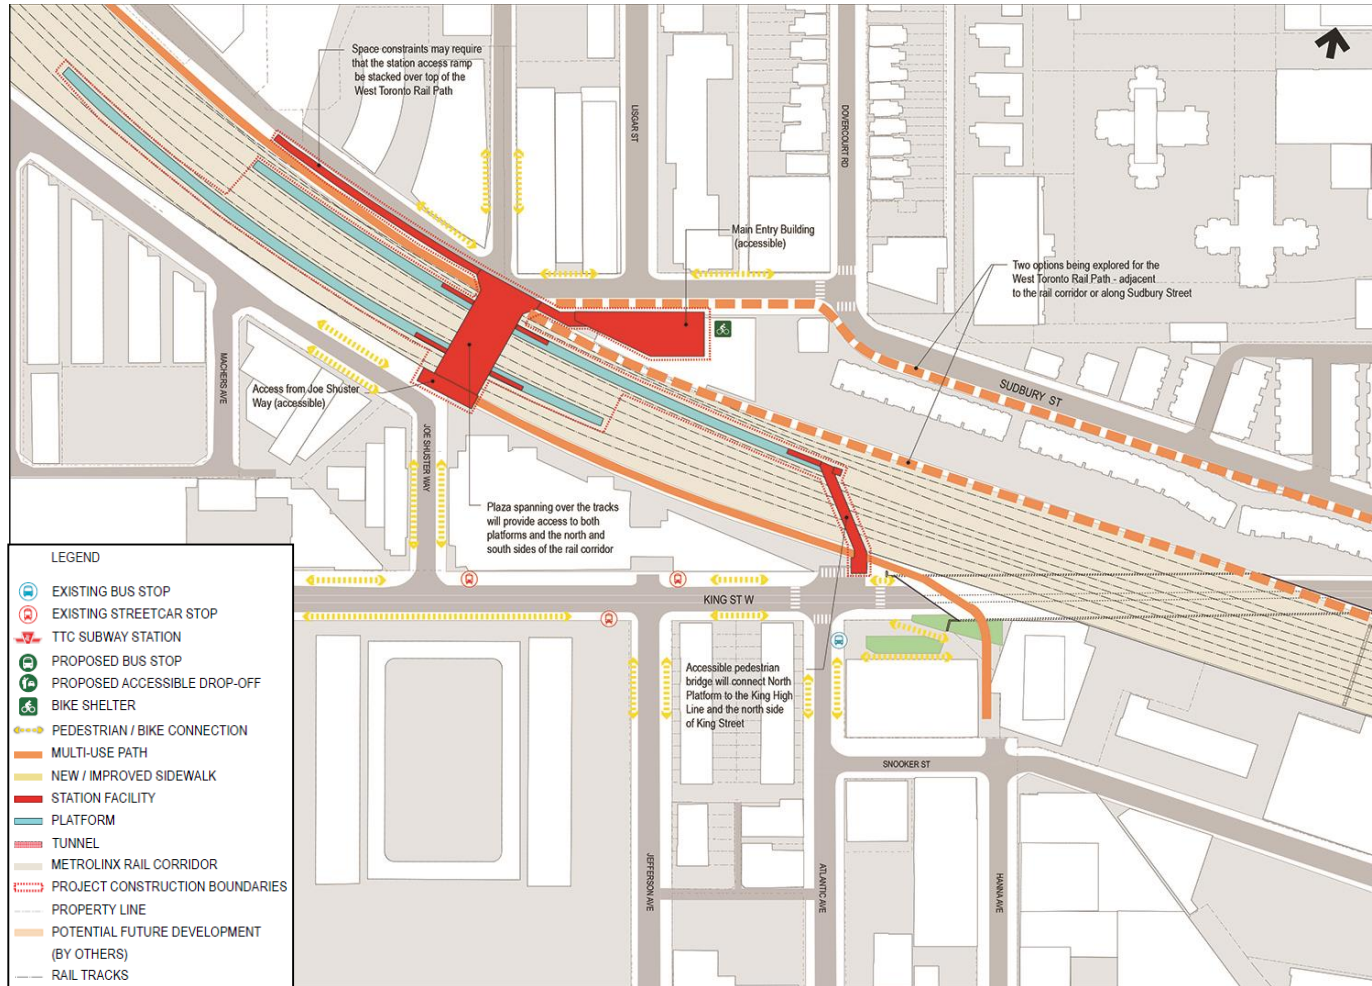 Space constraints may require
that the station access ramp
be stacked over top of the
West Toronto Rail Path
LISGAR ST
DOVERCOURT RD
Main Entry Building
(accessible)
Two options being explored for the
West Toronto Rail Path - adjacent
to the rail corridor or along Sudbury Street
MACHERS AVE
Access from Joe Shuster
Way (accessible)
SUDBURY ST
JOE SHUSTER WAY
Plaza spanning over the tracks
will provide access to both
platforms and the north and
south sides of the rail corridor
KING ST W
Accessible pedestrian
bridge will connect North
Platform to the King High
Line and the north side
of King Street
SNOOKER ST
JEFFERSON AVE
ATLANTIC AVE
HANNA AVE
LEGEND
EXISTING BUS STOP
EXISTING STREETCAR STOP
TTC SUBWAY STATION
PROPOSED BUS STOP
PROPOSED ACCESSIBLE DROP-OFF
BIKE SHELTER
PEDESTRIAN / BIKE CONNECTION
MULTI-USE PATH
NEW / IMPROVED SIDEWALK
STATION FACILITY
PLATFORM
TUNNEL
METROLINX RAIL CORRIDOR
PROJECT CONSTRUCTION BOUNDARIES
PROPERTY LINE
POTENTIAL FUTURE DEVELOPMENT
(BY OTHERS)
RAIL TRACKS